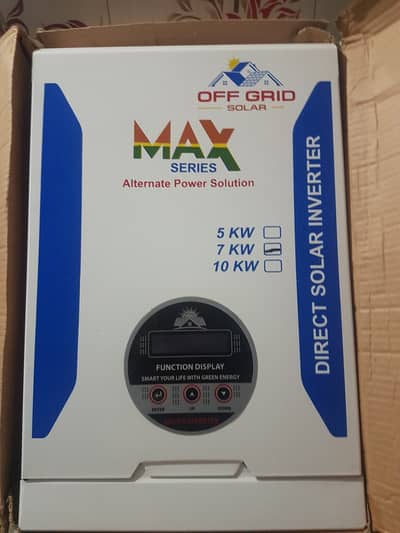 OFF GRID
SOLAR
MAX
SERIES
Alternate Power Solution
5 KW
7 KW
10 KW
DIRECT SOLAR INVERTER
FUNCTION DISPLAY
SMART YOUR LIFE WITH GREEN ENERGY
ENTER UP DOWN